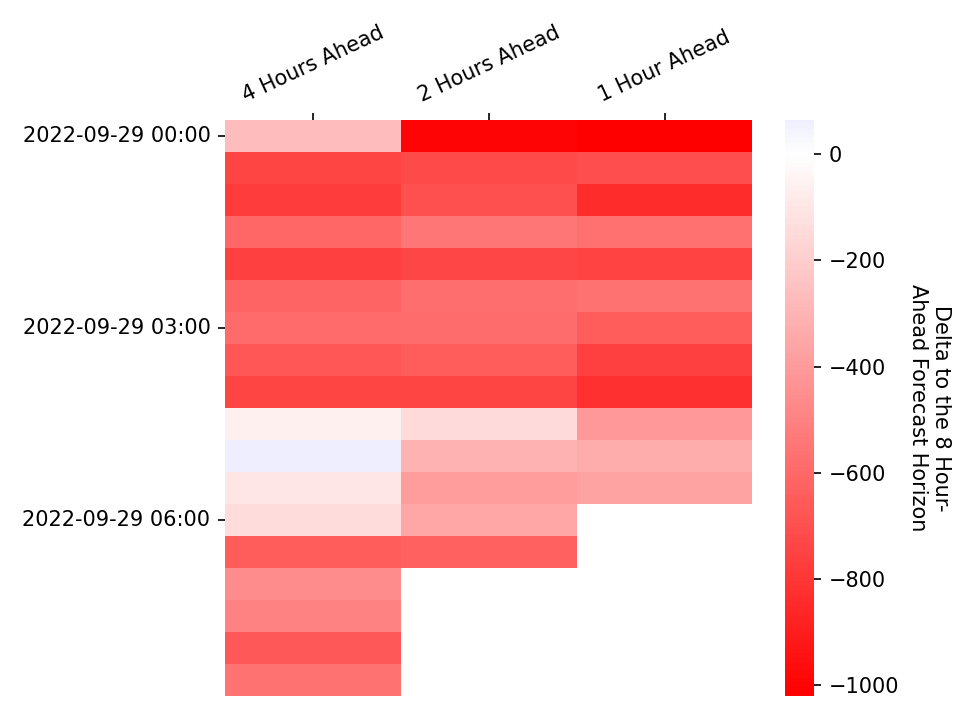 4 Hours Ahead
2 Hours Ahead
1 Hour Ahead
2022-09-29 00:00
2022-09-29 03:00
2022-09-29 06:00
0
−200
−400
−600
−800
−1000
Delta to the 8 Hour-
Ahead Forecast Horizon